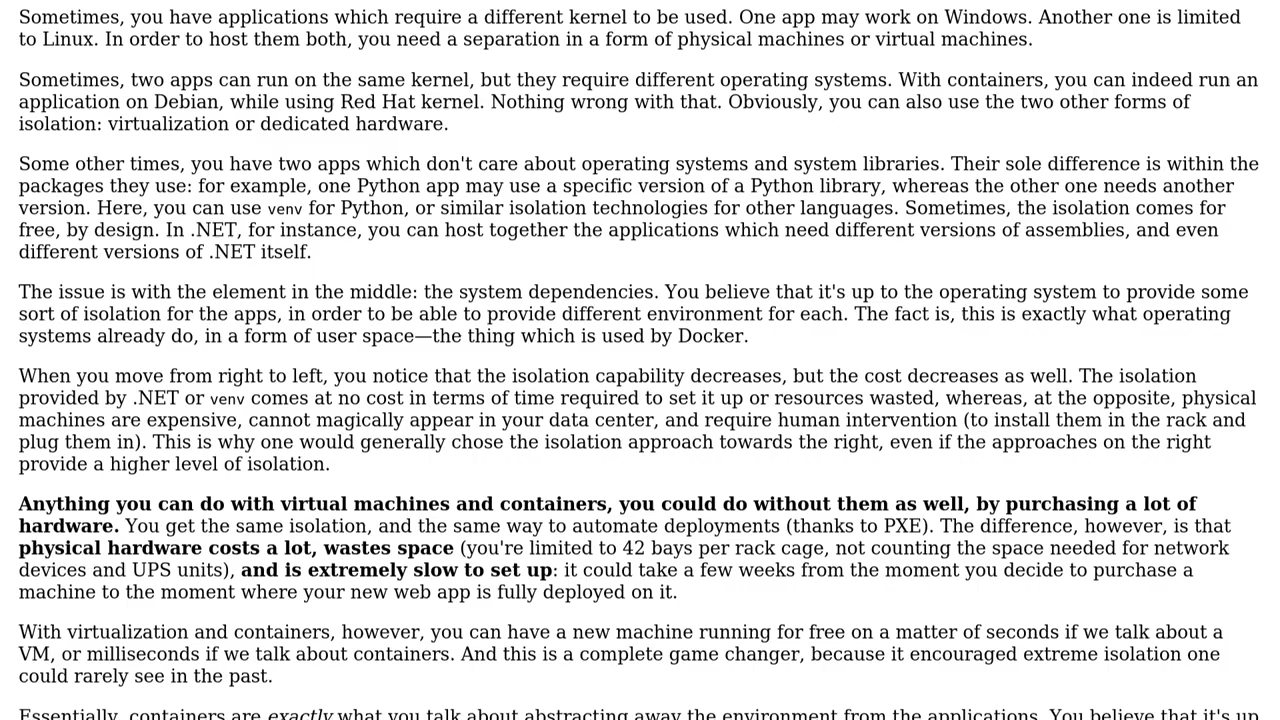 Sometimes, you have applications which require a different kernel to be used. One app may work on Windows. Another one is limited
to Linux. In order to host them both, you need a separation in a form of physical machines or virtual machines.
Sometimes, two apps can run on the same kernel, but they require different operating systems. With containers, you can indeed run an
application on Debian, while using Red Hat kernel. Nothing wrong with that. Obviously, you can also use the two other forms of
isolation: virtualization or dedicated hardware.
Some other times, you have two apps which don't care about operating systems and system libraries. Their sole difference is within the
packages they use: for example, one Python app may use a specific version of a Python library, whereas the other one needs another
version. Here, you can use venv for Python, or similar isolation technologies for other languages. Sometimes, the isolation comes for
free, by design. In .NET, for instance, you can host together the applications which need different versions of assemblies, and even
different versions of .NET itself.
The issue is with the element in the middle: the system dependencies. You believe that it's up to the operating system to provide some
sort of isolation for the apps, in order to be able to provide different environment for each. The fact is, this is exactly what operating
systems already do, in a form of user space—the thing which is used by Docker.
When you move from right to left, you notice that the isolation capability decreases, but the cost decreases as well. The isolation
provided by .NET or venv comes at no cost in terms of time required to set it up or resources wasted, whereas, at the opposite, physical
machines are expensive, cannot magically appear in your data center, and require human intervention (to install them in the rack and
plug them in). This is why one would generally chose the isolation approach towards the right, even if the approaches on the right
provide a higher level of isolation.
Anything you can do with virtual machines and containers, you could do without them as well, by purchasing a lot of
hardware. You get the same isolation, and the same way to automate deployments (thanks to PXE). The difference, however, is that
physical hardware costs a lot, wastes space (you're limited to 42 bays per rack cage, not counting the space needed for network
devices and UPS units), and is extremely slow to set up: it could take a few weeks from the moment you decide to purchase a
machine to the moment where your new web app is fully deployed on it.
With virtualization and containers, however, you can have a new machine running for free on a matter of seconds if we talk about a
VM, or milliseconds if we talk about containers. And this is a complete game changer, because it encouraged extreme isolation one
could rarely see in the past.
Essentially, containers are exactly what you talk about abstracting away the environment from the applications. You believe that it's up